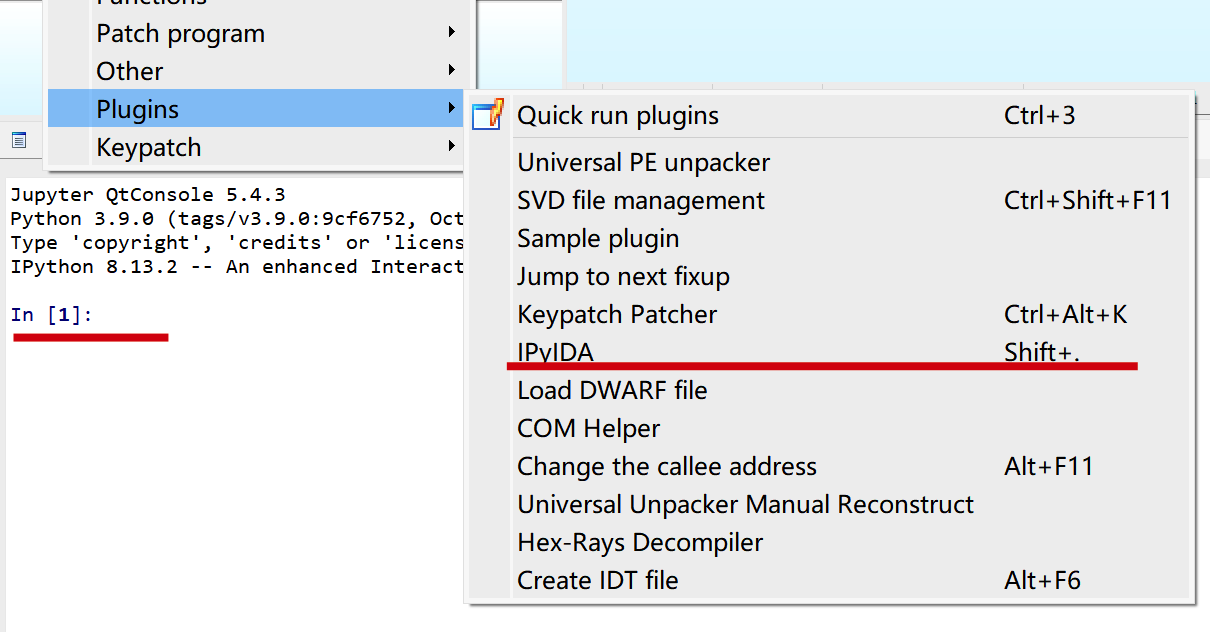 Functions
Patch program
Other
Plugins
Keypatch
Quick run plugins Ctrl+3
Universal PE unpacker
SVD file management Ctrl+Shift+F11
Sample plugin
Jump to next fixup
Keypatch Patcher Ctrl+Alt+K
IPyIDA Shift+.
Load DWARF file
COM Helper
Change the callee address Alt+F11
Universal Unpacker Manual Reconstruct
Hex-Rays Decompiler
Create IDT file Alt+F6
Jupyter QtConsole 5.4.3
Python 3.9.0 (tags/v3.9.0:9cf6752, Oct
Type 'copyright', 'credits' or 'licens
IPython 8.13.2 -- An enhanced Interact
In [1]: